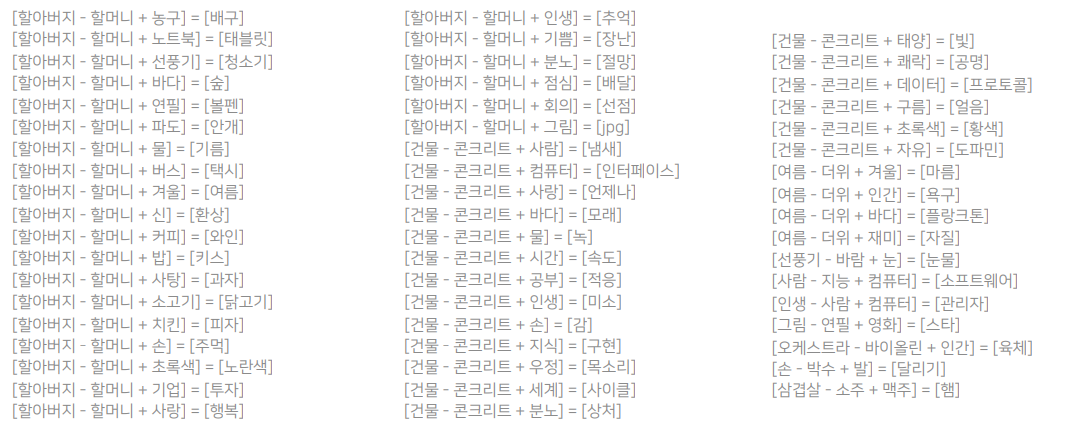 [할아버지 - 할머니 + 농구] = [배구]
[할아버지 - 할머니 + 노트북] = [태블릿]
[할아버지 - 할머니 + 선풍기] = [청소기]
[할아버지 - 할머니 + 바다] = [숲]
[할아버지 - 할머니 + 연필] = [볼펜]
[할아버지 - 할머니 + 파도] = [안개]
[할아버지 - 할머니 + 물] = [기름]
[할아버지 - 할머니 + 버스] = [택시]
[할아버지 - 할머니 + 겨울] = [여름]
[할아버지 - 할머니 + 신] = [환상]
[할아버지 - 할머니 + 커피] = [와인]
[할아버지 - 할머니 + 밥] = [키스]
[할아버지 - 할머니 + 사탕] = [과자]
[할아버지 - 할머니 + 소고기] = [닭고기]
[할아버지 - 할머니 + 치킨] = [피자]
[할아버지 - 할머니 + 손] = [주먹]
[할아버지 - 할머니 + 초록색] = [노란색]
[할아버지 - 할머니 + 기업] = [투자]
[할아버지 - 할머니 + 사랑] = [행복]
[할아버지 - 할머니 + 인생] = [추억]
[할아버지 - 할머니 + 기쁨] = [장난]
[할아버지 - 할머니 + 분노] = [절망]
[할아버지 - 할머니 + 점심] = [배달]
[할아버지 - 할머니 + 회의] = [선점]
[할아버지 - 할머니 + 그림] = [jpg]
[건물 - 콘크리트 + 사람] = [냄새]
[건물 - 콘크리트 + 컴퓨터] = [인터페이스]
[건물 - 콘크리트 + 사랑] = [언제나]
[건물 - 콘크리트 + 바다] = [모래]
[건물 - 콘크리트 + 물] = [녹]
[건물 - 콘크리트 + 시간] = [속도]
[건물 - 콘크리트 + 공부] = [적응]
[건물 - 콘크리트 + 인생] = [미소]
[건물 - 콘크리트 + 손] = [감]
[건물 - 콘크리트 + 지식] = [구현]
[건물 - 콘크리트 + 우정] = [목소리]
[건물 - 콘크리트 + 세계] = [사이클]
[건물 - 콘크리트 + 분노] = [상처]
[건물 - 콘크리트 + 태양] = [빛]
[건물 - 콘크리트 + 쾌락] = [공명]
[건물 - 콘크리트 + 데이터] = [프로토콜]
[건물 - 콘크리트 + 구름] = [얼음]
[건물 - 콘크리트 + 초록색] = [황색]
[건물 - 콘크리트 + 자유] = [도파민]
[여름 - 더위 + 겨울] = [마름]
[여름 - 더위 + 인간] = [욕구]
[여름 - 더위 + 바다] = [플랑크톤]
[여름 - 더위 + 재미] = [자질]
[선풍기 - 바람 + 눈] = [눈물]
[사람 - 지능 + 컴퓨터] = [소프트웨어]
[인생 - 사람 + 컴퓨터] = [관리자]
[그림 - 연필 + 영화] = [스타]
[오케스트라 - 바이올린 + 인간] = [육체]
[손 - 박수 + 발] = [달리기]
[삼겹살 - 소주 + 맥주] = [햄]